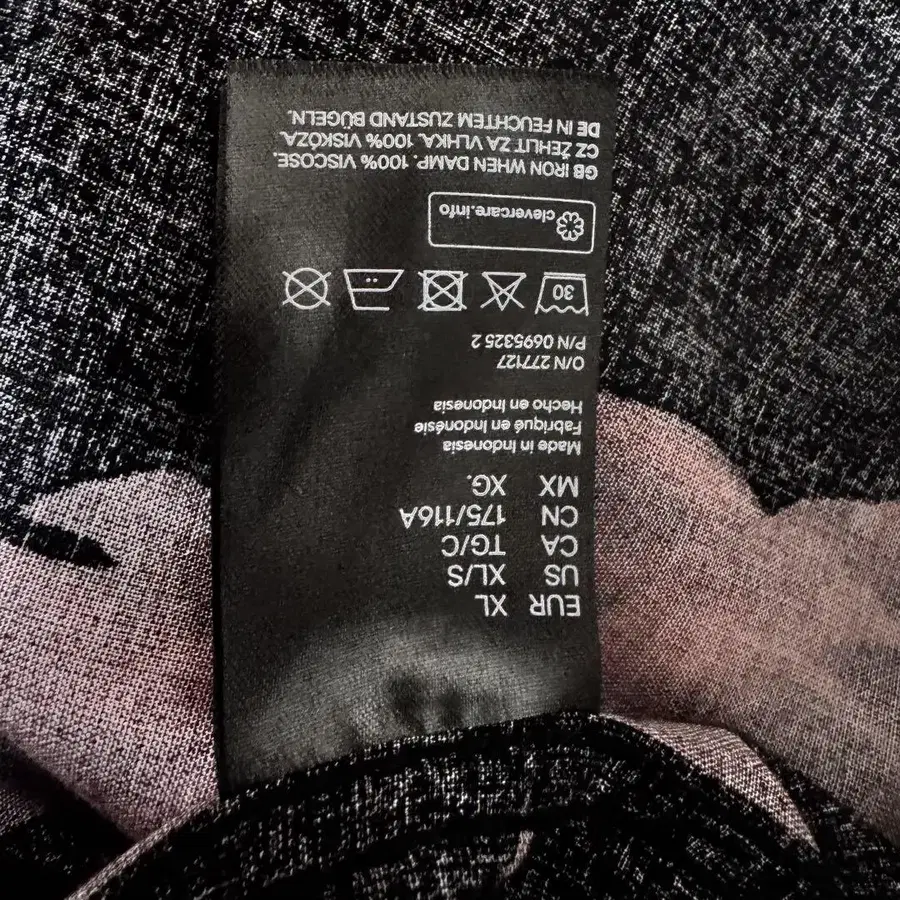 EUR XL
US XL/S
CA TG/C
CN 175/116A
MX XG.
Made in Indonesia
Fabriqué en Indonésie
Hecho en Indonesia
O/N 277127
P/N 0695325 2
30
clevercare.info
GB IRON WHEN DAMP. 100% VISCOSE.
CZ ŽEHLIT ZA VLHKA. 100% VISKÓZA.
DE IN FEUCHTEM ZUSTAND BÜGELN.